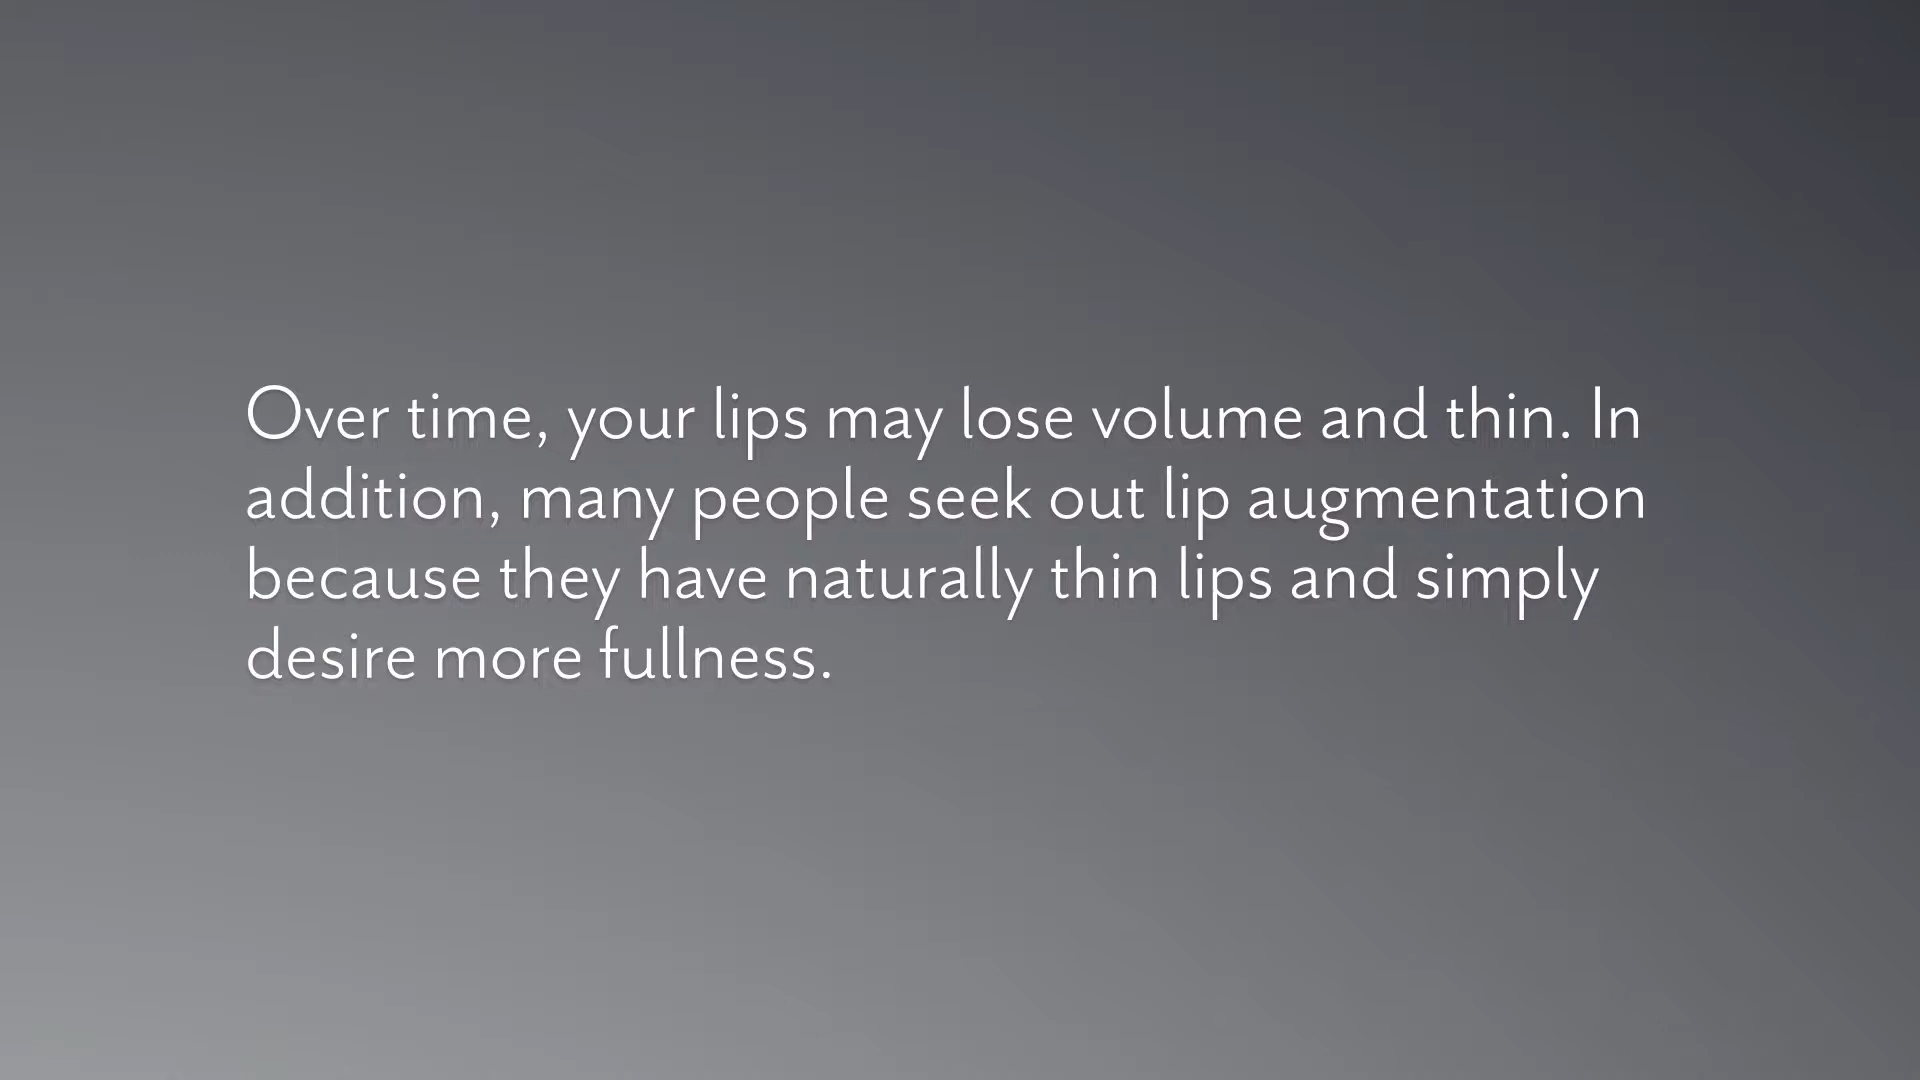 Over time, your lips may lose volume and thin. In
addition, many people seek out lip augmentation
because they have naturally thin lips and simply
desire more fullness.